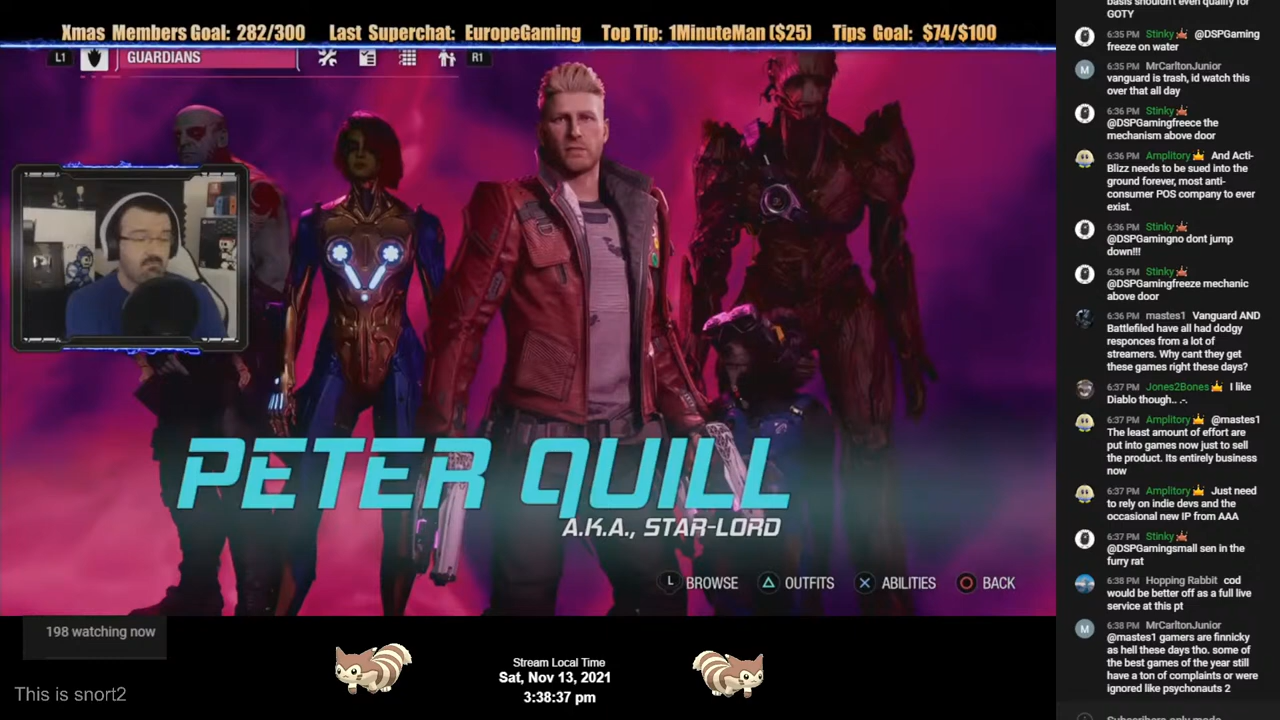 Xmas Members Goal: 282/300 Last Superchat: EuropeGaming Top Tip: 1MinuteMan ($25) Tips Goal: $74/$100
L1 GUARDIANS R1
PETER QUILL
A.K.A., STAR-LORD
L BROWSE OUTFITS ABILITIES BACK
198 watching now
This is snort2
Stream Local Time
Sat, Nov 13, 2021
3:38:37 pm
basis shouldn't even qualify for
GOTY
6:35 PM Stinky @DSPGaming
freeze on water
M 6:35 PM MrCarltonJunior
vanguard is trash, id watch this
over that all day
6:36 PM Stinky
@DSPGamingfreece the
mechanism above door
6:36 PM Amplitory And Acti-
Blizz needs to be sued into the
ground forever, most anti-
consumer POS company to ever
exist.
6:36 PM Stinky
@DSPGamingno dont jump
down!!!
6:36 PM Stinky
@DSPGamingfreeze mechanic
above door
6:36 PM mastes1 Vanguard AND
Battlefiled have all had dodgy
responces from a lot of
streamers. Why cant they get
these games right these days?
6:37 PM Jones2Bones I like
Diablo though.. .-.
6:37 PM Amplitory @mastes1
The least amount of effort are
put into games now just to sell
the product. Its entirely business
now
6:37 PM Amplitory Just need
to rely on indie devs and the
occasional new IP from AAA
6:37 PM Stinky
@DSPGamingsmall sen in the
furry rat
6:38 PM Hopping Rabbit cod
would be better off as a full live
service at this pt
M 6:38 PM MrCarltonJunior
@mastes1 gamers are finnicky
as hell these days tho. some of
the best games of the year still
have a ton of complaints or were
ignored like psychonauts 2
Subscribers-only mode